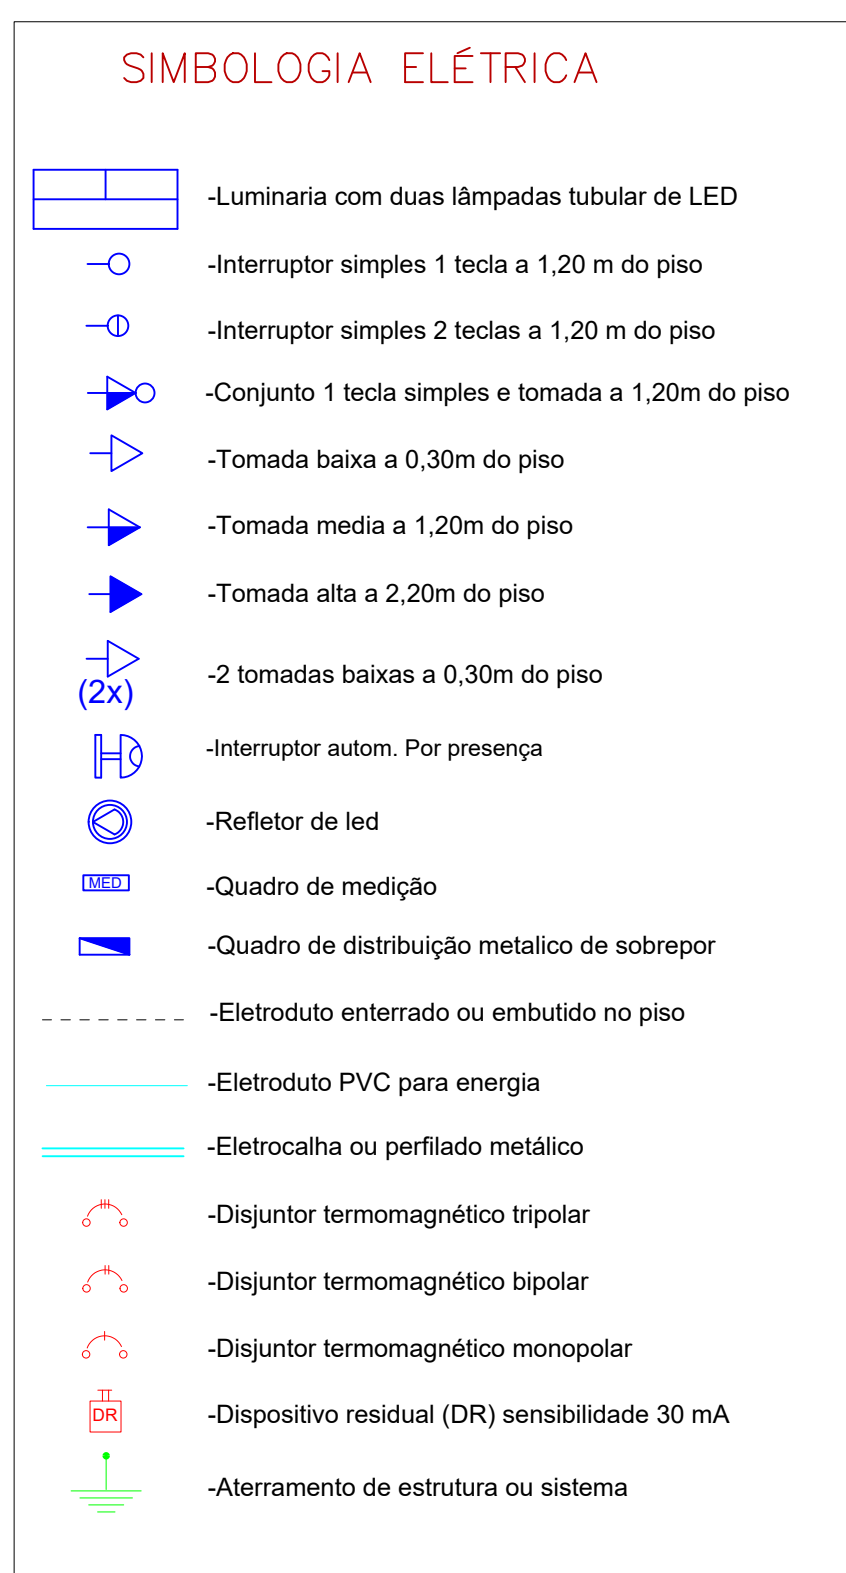 SIMBOLOGIA ELÉTRICA
-Luminaria com duas lâmpadas tubular de LED
-Interruptor simples 1 tecla a 1,20 m do piso
-Interruptor simples 2 teclas a 1,20 m do piso
-Conjunto 1 tecla simples e tomada a 1,20m do piso
-Tomada baixa a 0,30m do piso
-Tomada media a 1,20m do piso
-Tomada alta a 2,20m do piso
(2x) -2 tomadas baixas a 0,30m do piso
-Interruptor autom. Por presença
-Refletor de led
MED -Quadro de medição
-Quadro de distribuição metalico de sobrepor
-Eletroduto enterrado ou embutido no piso
-Eletroduto PVC para energia
-Eletrocalha ou perfilado metálico
-Disjuntor termomagnético tripolar
-Disjuntor termomagnético bipolar
-Disjuntor termomagnético monopolar
DR -Dispositivo residual (DR) sensibilidade 30 mA
-Aterramento de estrutura ou sistema